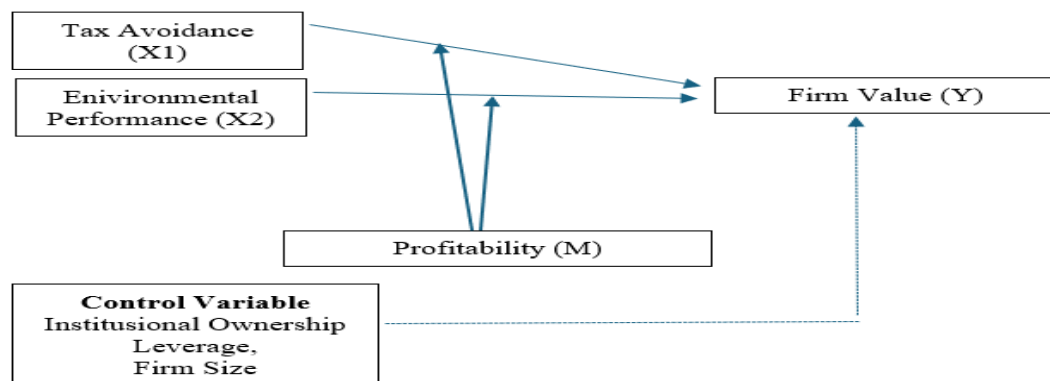 Tax Avoidance
(X1)
Enivironmental
Performance (X2)
Firm Value (Y)
Profitability (M)
Control Variable
Institusional Ownership
Leverage,
Firm Size